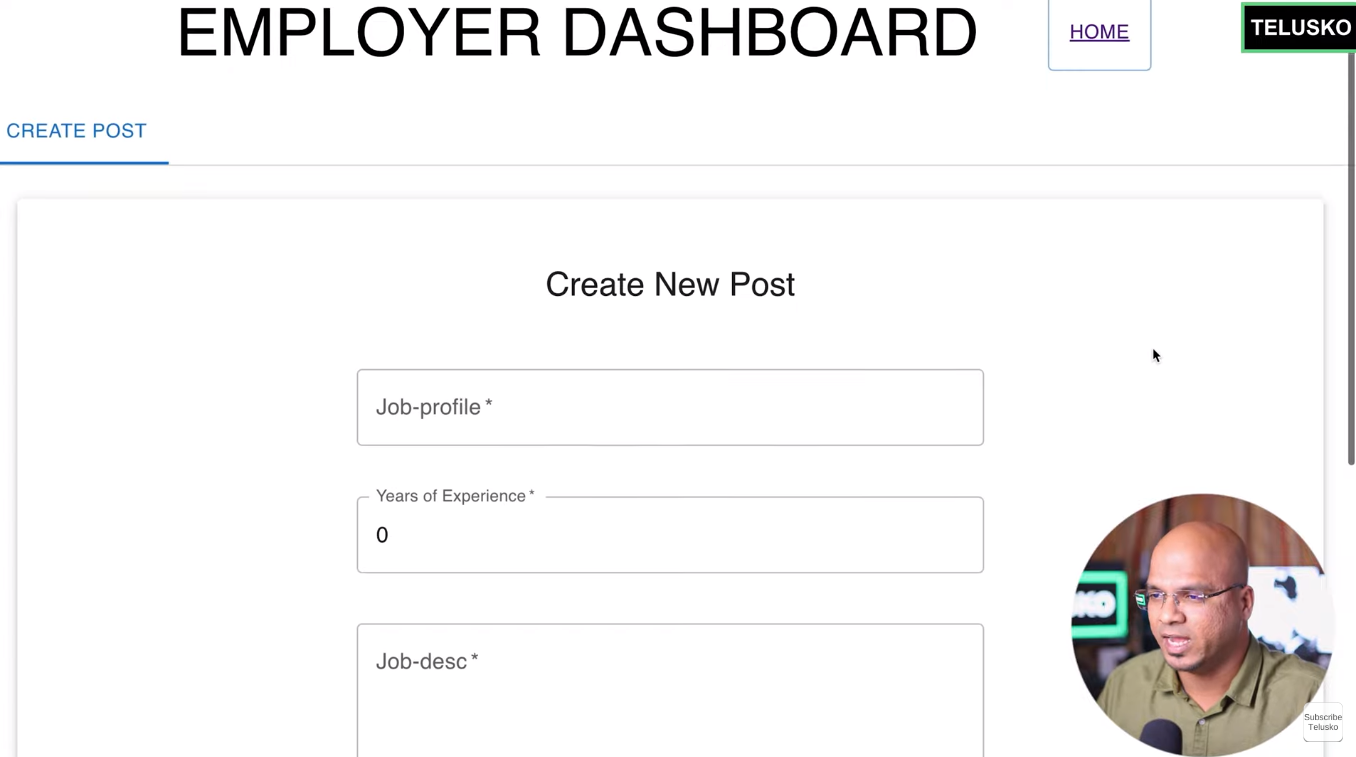 EMPLOYER DASHBOARD
HOME
TELUSKO
CREATE POST
Create New Post
Job-profile *
Years of Experience *
0
Job-desc *
Subscribe
Telusko